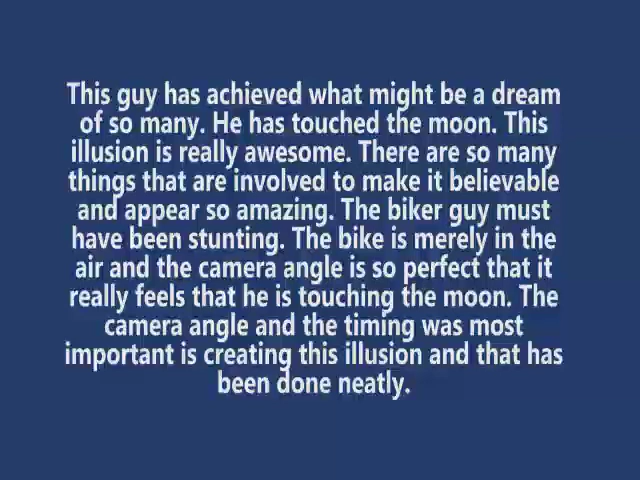 This guy has achieved what might be a dream
of so many. He has touched the moon. This
illusion is really awesome. There are so many
things that are involved to make it believable
and appear so amazing. The biker guy must
have been stunting. The bike is merely in the
air and the camera angle is so perfect that it
really feels that he is touching the moon. The
camera angle and the timing was most
important is creating this illusion and that has
been done neatly.